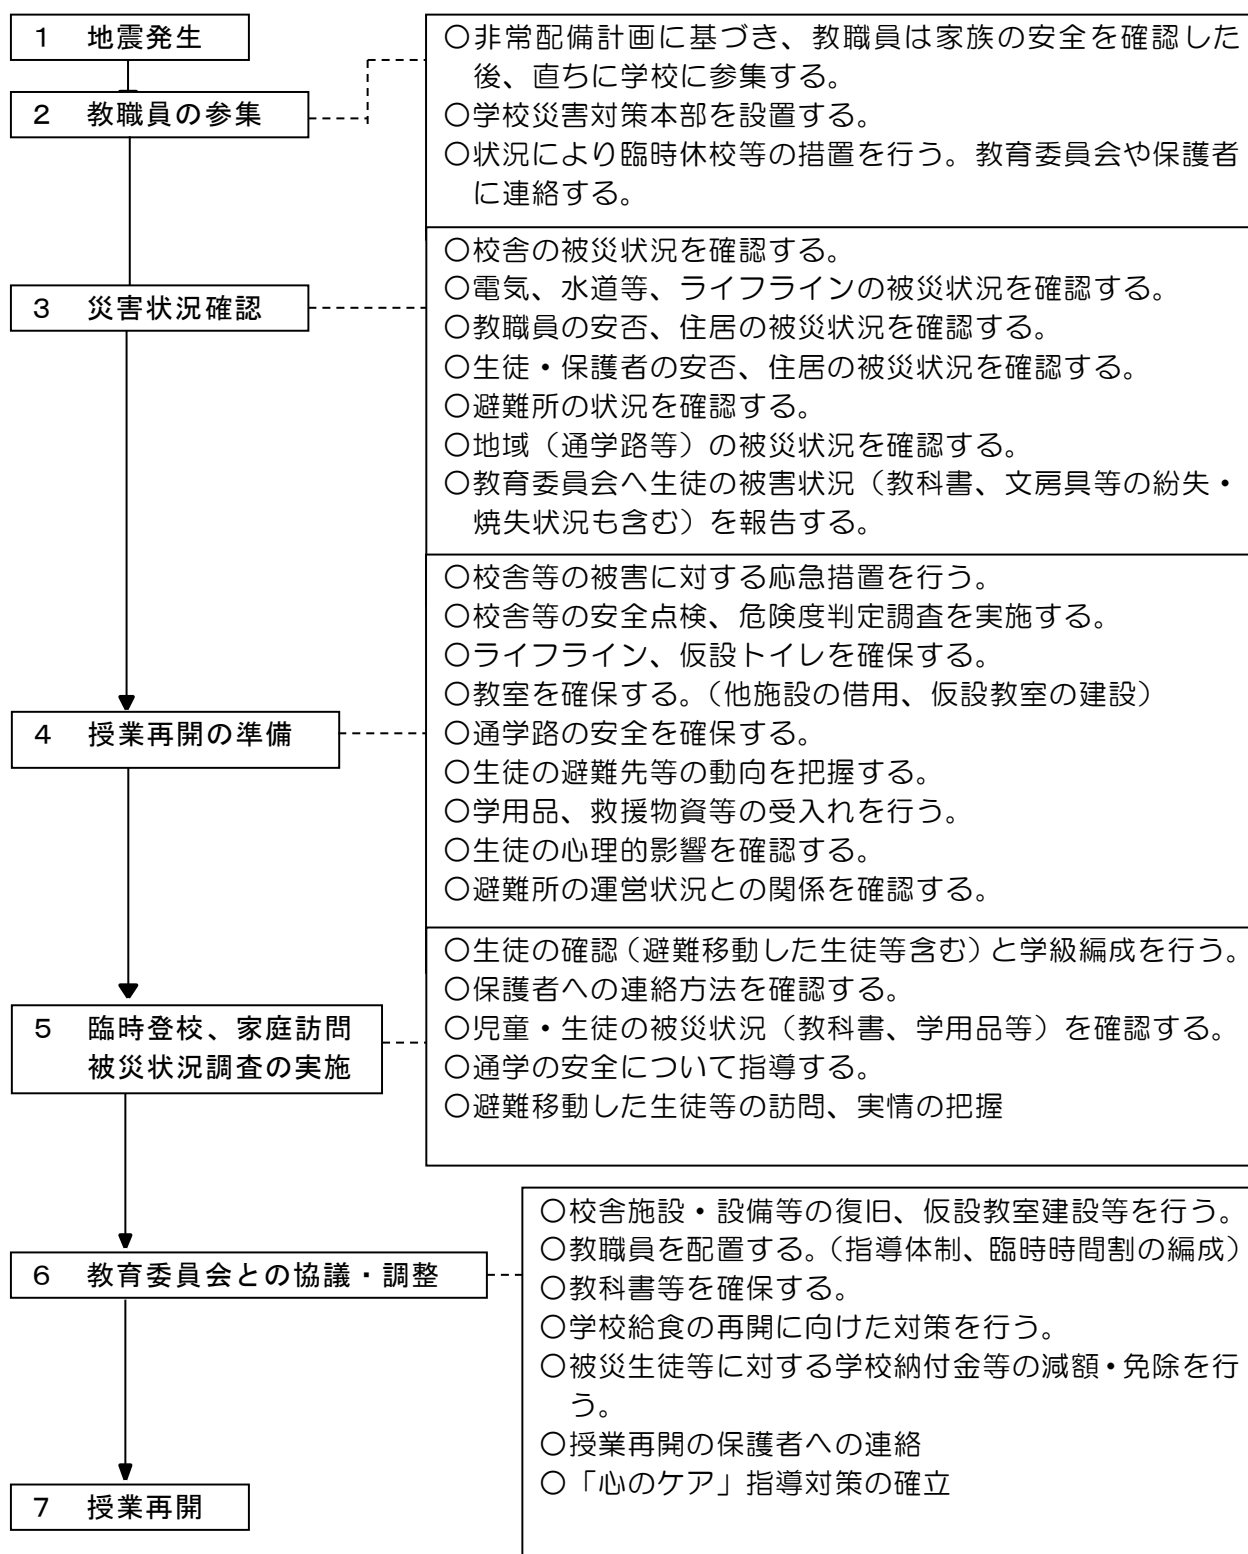 1　地震発生
2　教職員の参集
〇非常配備計画に基づき、教職員は家族の安全を確認した
後、直ちに学校に参集する。
〇学校災害対策本部を設置する。
〇状況により臨時休校等の措置を行う。教育委員会や保護者
に連絡する。
3　災害状況確認
〇校舎の被災状況を確認する。
〇電気、水道等、ライフラインの被災状況を確認する。
〇教職員の安否、住居の被災状況を確認する。
〇生徒・保護者の安否、住居の被災状況を確認する。
〇避難所の状況を確認する。
〇地域（通学路等）の被災状況を確認する。
〇教育委員会へ生徒の被害状況（教科書、文房具等の紛失・
焼失状況も含む）を報告する。
4　授業再開の準備
〇校舎等の被害に対する応急措置を行う。
〇校舎等の安全点検、危険度判定調査を実施する。
〇ライフライン、仮設トイレを確保する。
〇教室を確保する。（他施設の借用、仮設教室の建設）
〇通学路の安全を確保する。
〇生徒の避難先等の動向を把握する。
〇学用品、救援物資等の受入れを行う。
〇生徒の心理的影響を確認する。
〇避難所の運営状況との関係を確認する。
5　臨時登校、家庭訪問
被災状況調査の実施
〇生徒の確認（避難移動した生徒等含む）と学級編成を行う。
〇保護者への連絡方法を確認する。
〇児童・生徒の被災状況（教科書、学用品等）を確認する。
〇通学の安全について指導する。
〇避難移動した生徒等の訪問、実情の把握
6　教育委員会との協議・調整
〇校舎施設・設備等の復旧、仮設教室建設等を行う。
〇教職員を配置する。（指導体制、臨時時間割の編成）
〇教科書等を確保する。
〇学校給食の再開に向けた対策を行う。
〇被災生徒等に対する学校納付金等の減額・免除を行
う。
〇授業再開の保護者への連絡
〇「心のケア」指導対策の確立
7　授業再開